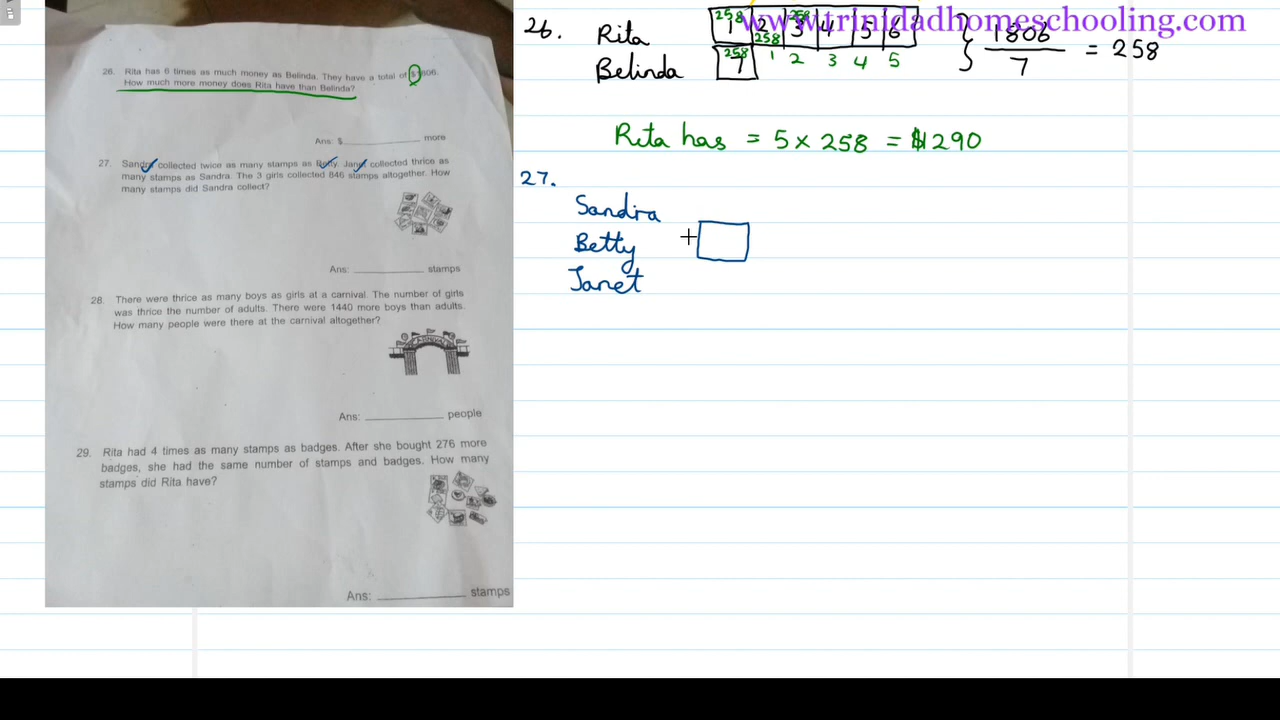 www.trinidadhomeschooling.com
26. Rita has 6 times as much money as Belinda. They have a total of $1806.
How much more money does Rita have than Belinda?
Ans: $ ____________ more
27. Sandra collected twice as many stamps as Betty. Janet collected thrice as
many stamps as Sandra. The 3 girls collected 846 stamps altogether. How
many stamps did Sandra collect?
Ans: ____________ stamps
28. There were thrice as many boys as girls at a carnival. The number of girls
was thrice the number of adults. There were 1440 more boys than adults.
How many people were there at the carnival altogether?
Ans: ____________ people
29. Rita had 4 times as many stamps as badges. After she bought 276 more
badges, she had the same number of stamps and badges. How many
stamps did Rita have?
Ans: ____________ stamps
26. Rita 258 1 2 258 258 3 4 5 6 } 1806 / 7 = 258
Belinda 258 1 1 2 3 4 5
Rita has = 5 x 258 = $1290
27.
Sandra
Betty
Janet